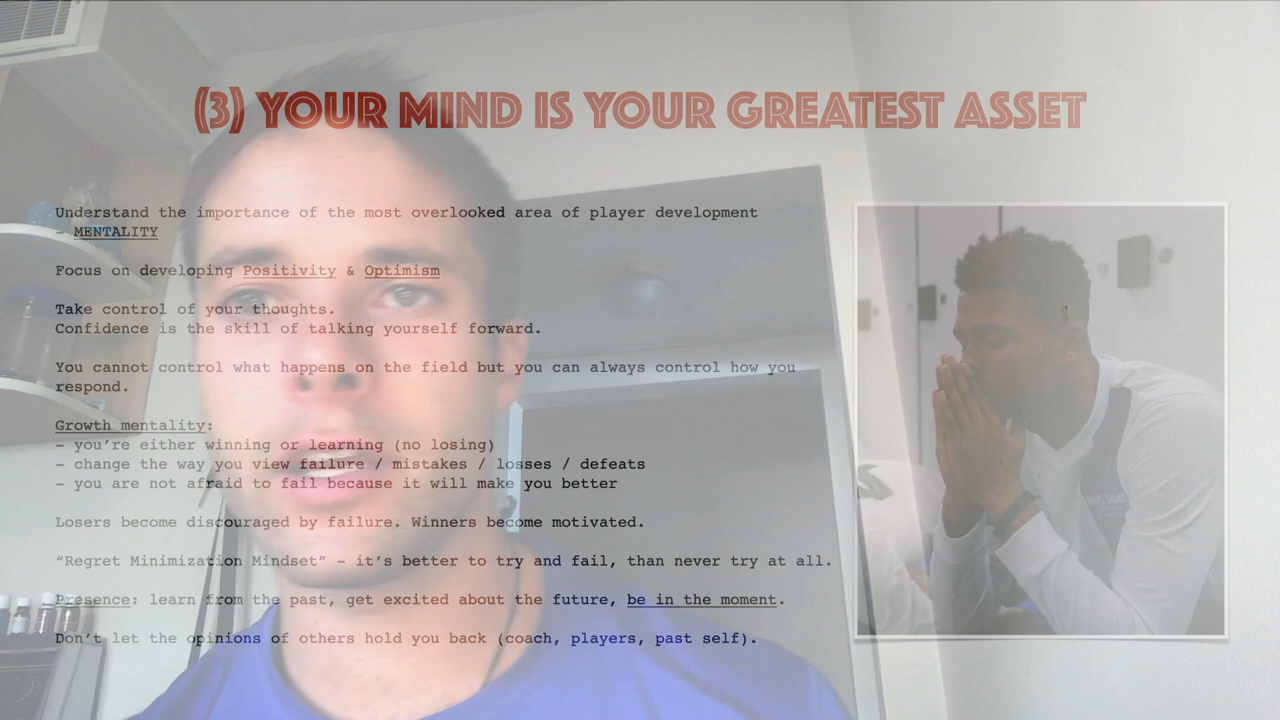 (3) YOUR MIND IS YOUR GREATEST ASSET
Understand the importance of the most overlooked area of player development
- MENTALITY
Focus on developing Positivity & Optimism
Take control of your thoughts.
Confidence is the skill of talking yourself forward.
You cannot control what happens on the field but you can always control how you
respond.
Growth mentality:
- you’re either winning or learning (no losing)
- change the way you view failure / mistakes / losses / defeats
- you are not afraid to fail because it will make you better
Losers become discouraged by failure. Winners become motivated.
“Regret Minimization Mindset” - it’s better to try and fail, than never try at all.
Presence: learn from the past, get excited about the future, be in the moment.
Don’t let the opinions of others hold you back (coach, players, past self).